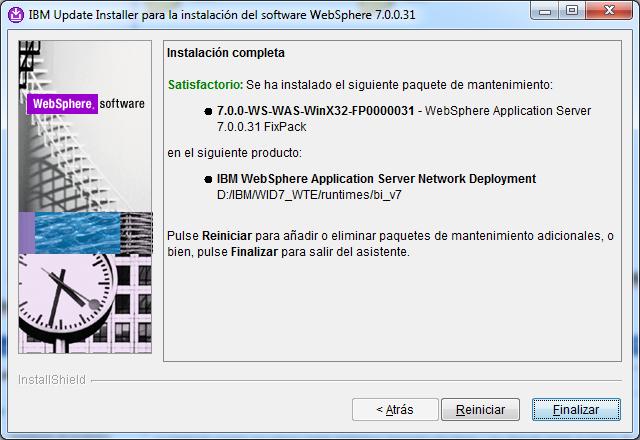 IBM Update Installer para la instalación del software WebSphere 7.0.0.31
WebSphere. software
Instalación completa
Satisfactorio: Se ha instalado el siguiente paquete de mantenimiento:
● 7.0.0-WS-WAS-WinX32-FP0000031 - WebSphere Application Server
7.0.0.31 FixPack
en el siguiente producto:
● IBM WebSphere Application Server Network Deployment
D:/IBM/WID7_WTE/runtimes/bi_v7
Pulse Reiniciar para añadir o eliminar paquetes de mantenimiento adicionales, o
bien, pulse Finalizar para salir del asistente.
InstallShield
< Atrás
Reiniciar
Finalizar